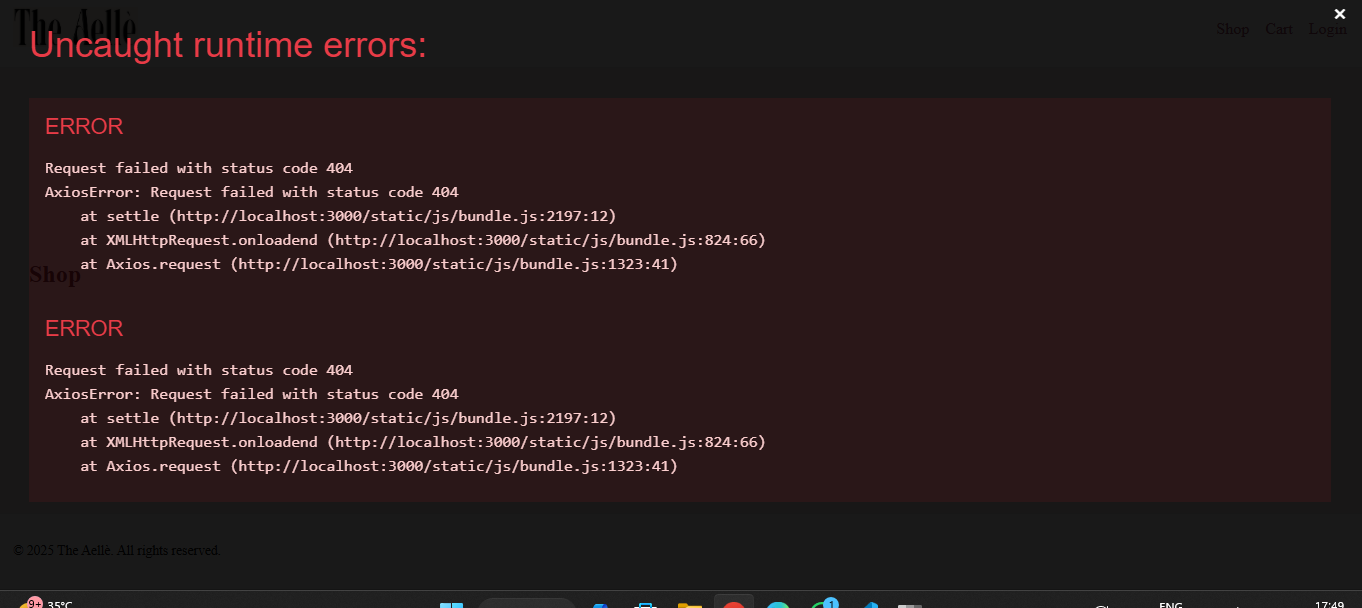 The Aellè
Shop Cart Login
×
Uncaught runtime errors:
ERROR
Request failed with status code 404
AxiosError: Request failed with status code 404
at settle (http://localhost:3000/static/js/bundle.js:2197:12)
at XMLHttpRequest.onloadend (http://localhost:3000/static/js/bundle.js:824:66)
at Axios.request (http://localhost:3000/static/js/bundle.js:1323:41)
Shop
ERROR
Request failed with status code 404
AxiosError: Request failed with status code 404
at settle (http://localhost:3000/static/js/bundle.js:2197:12)
at XMLHttpRequest.onloadend (http://localhost:3000/static/js/bundle.js:824:66)
at Axios.request (http://localhost:3000/static/js/bundle.js:1323:41)
© 2025 The Aellè. All rights reserved.
9+ 35°C 1 ENG 17:49